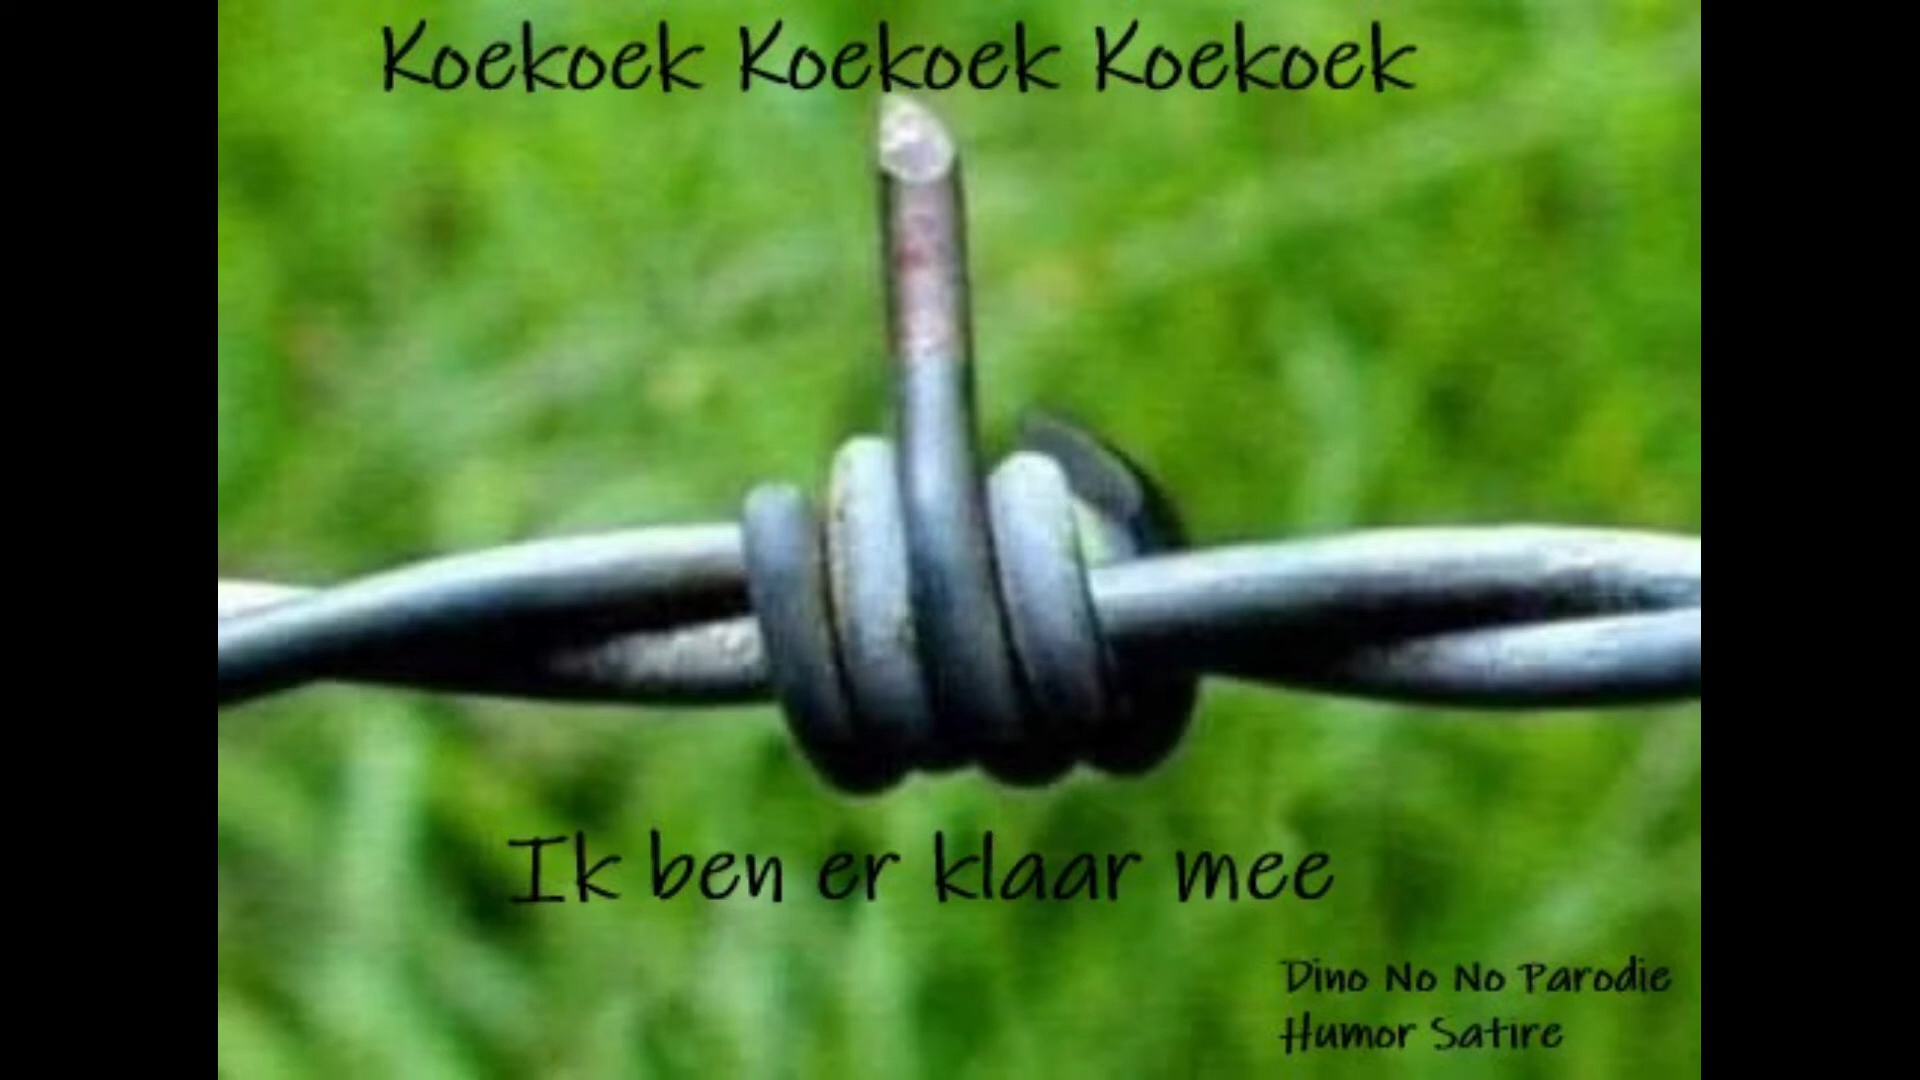 Koekoek Koekoek Koekoek
Ik ben er klaar mee
Dino No No Parodie
Humor Satire